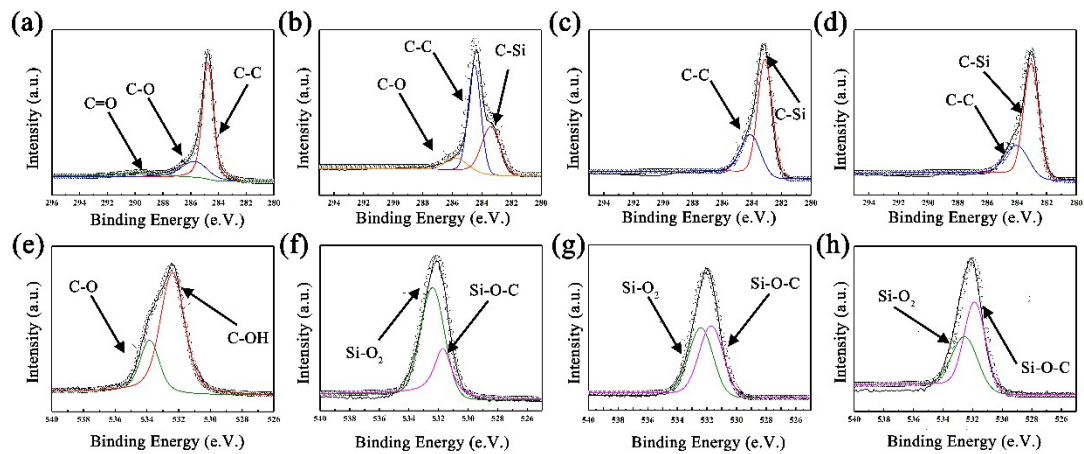 (a) (b) (c) (d)
C=O C-O C-C
C-O C-C C-Si
C-C C-Si
C-Si C-C
Intensity (a.u.) Intensity (a.u.) Intensity (a.u.) Intensity (a.u.)
296 294 292 290 288 286 284 282 280
296 294 292 290 288 286 284 282 280
294 292 290 288 286 284 282 280
294 292 290 288 286 284 282 280
Binding Energy (e.V.) Binding Energy (e.V.) Binding Energy (e.V.) Binding Energy (e.V.)
(e) (f) (g) (h)
C-O C-OH
Si-O2 Si-O-C
Si-O2 Si-O-C
Si-O2 Si-O-C
Intensity (a.u.) Intensity (a.u.) Intensity (a.u.) Intensity (a.u.)
540 538 536 534 532 530 528 526
540 538 536 534 532 530 528 526
540 538 536 534 532 530 528 526
540 538 536 534 532 530 528 526
Binding Energy (e.V.) Binding Energy (e.V.) Binding Energy (e.V.) Binding Energy (e.V.)